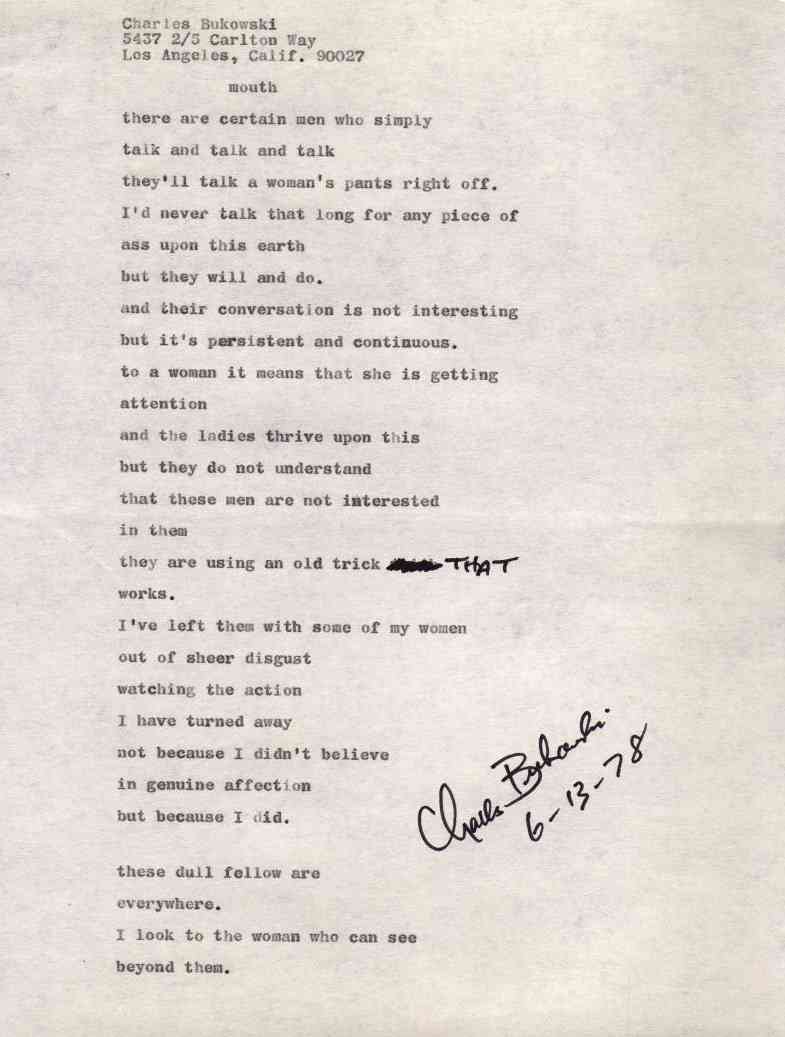 Charles Bukowski
5437 2/5 Carlton Way
Los Angeles, Calif. 90027
mouth
there are certain men who simply
talk and talk and talk
they'll talk a woman's pants right off.
I'd never talk that long for any piece of
ass upon this earth
but they will and do.
and their conversation is not interesting
but it's persistent and continuous.
to a woman it means that she is getting
attention
and the ladies thrive upon this
but they do not understand
that these men are not interested
in them
they are using an old trick THAT
works.
I've left them with some of my women
out of sheer disgust
watching the action
I have turned away
not because I didn't believe
in genuine affection
but because I did.
Charles Bukowski
6-13-78
these dull fellow are
everywhere.
I look to the woman who can see
beyond them.